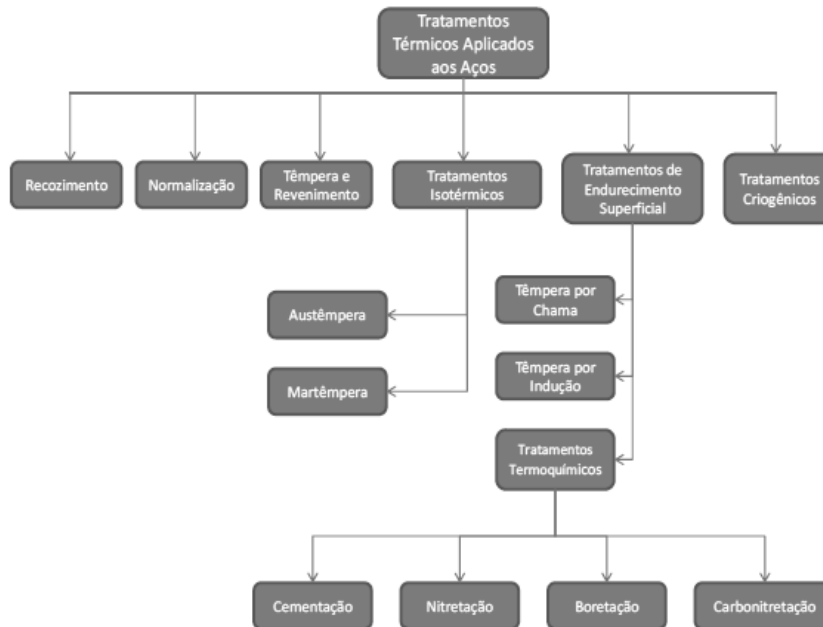 Tratamentos
Térmicos Aplicados
aos Aços
Recozimento
Normalização
Têmpera e
Revenimento
Tratamentos
Isotérmicos
Tratamentos de
Endurecimento
Superficial
Tratamentos
Criogênicos
Austêmpera
Martêmpera
Têmpera por
Chama
Têmpera por
Indução
Tratamentos
Termoquímicos
Cementação
Nitretação
Boretação
Carbonitretação